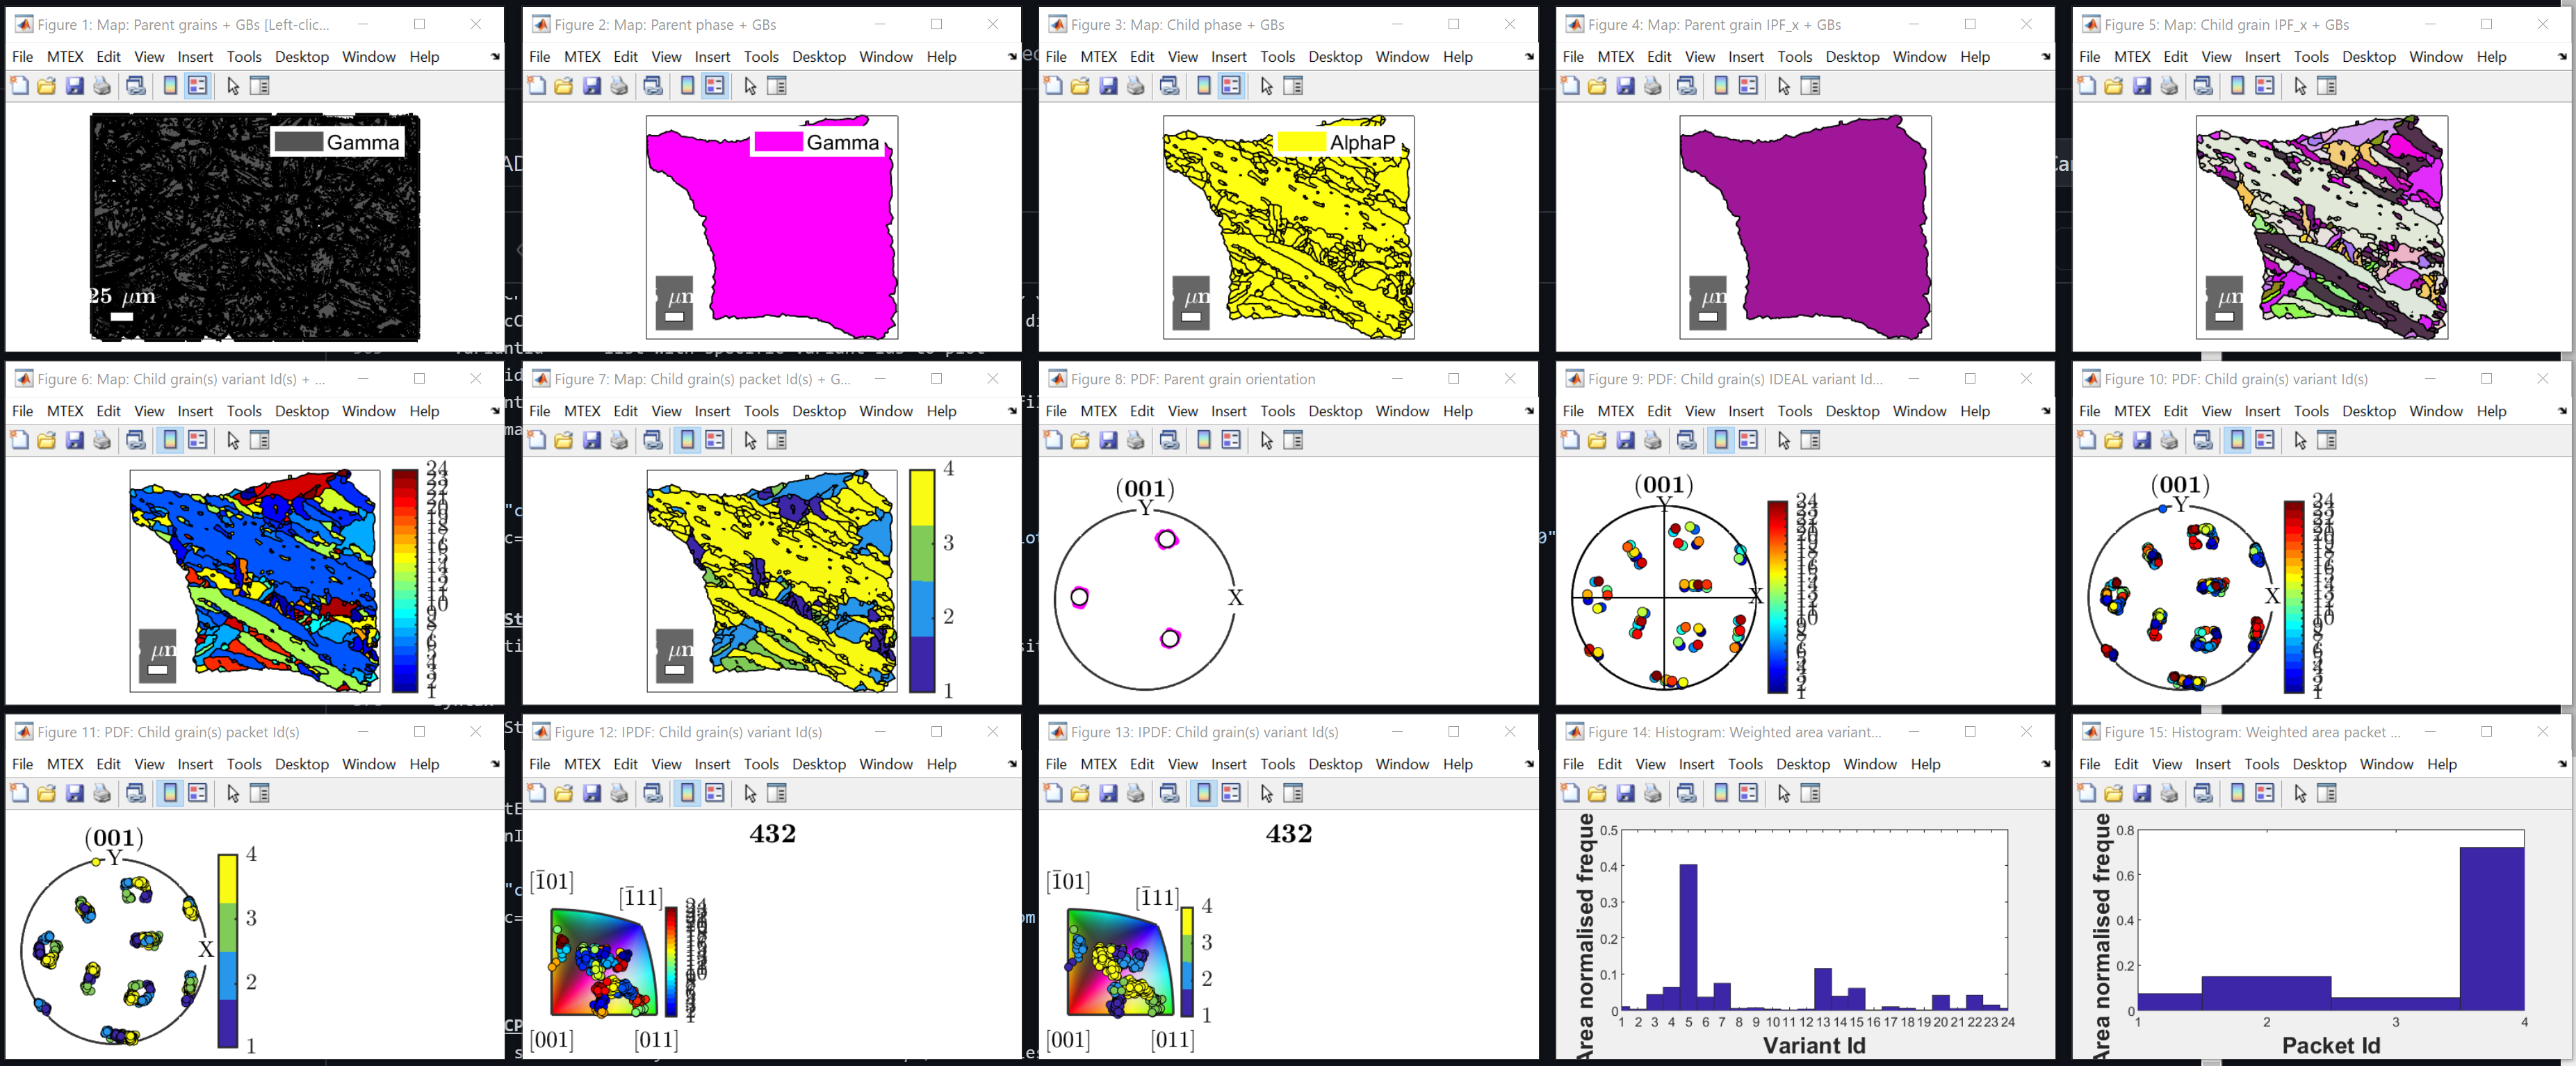 Figure 1: Map: Parent grains + GBs [Left-clic...
File MTEX Edit View Insert Tools Desktop Window Help
Gamma
25 μm
Figure 2: Map: Parent phase + GBs
File MTEX Edit View Insert Tools Desktop Window Help
Gamma
μm
Figure 3: Map: Child phase + GBs
File MTEX Edit View Insert Tools Desktop Window Help
AlphaP
μm
Figure 4: Map: Parent grain IPF_x + GBs
File MTEX Edit View Insert Tools Desktop Window Help
μm
Figure 5: Map: Child grain IPF_x + GBs
File MTEX Edit View Insert Tools Desktop Window Help
μm
Figure 6: Map: Child grain(s) variant Id(s) + ...
File MTEX Edit View Insert Tools Desktop Window Help
24
1
μm
Figure 7: Map: Child grain(s) packet Id(s) + G...
File MTEX Edit View Insert Tools Desktop Window Help
4
3
2
1
μm
Figure 8: PDF: Parent grain orientation
File MTEX Edit View Insert Tools Desktop Window Help
(001)
Y
X
Figure 9: PDF: Child grain(s) IDEAL variant Id...
File MTEX Edit View Insert Tools Desktop Window Help
(001)
Y
X
24
1
Figure 10: PDF: Child grain(s) variant Id(s)
File MTEX Edit View Insert Tools Desktop Window Help
(001)
Y
X
24
1
Figure 11: PDF: Child grain(s) packet Id(s)
File MTEX Edit View Insert Tools Desktop Window Help
(001)
Y
X
4
3
2
1
Figure 12: IPDF: Child grain(s) variant Id(s)
File MTEX Edit View Insert Tools Desktop Window Help
432
[1̄01]
[1̄11]
[001]
[011]
1
Figure 13: IPDF: Child grain(s) variant Id(s)
File MTEX Edit View Insert Tools Desktop Window Help
432
[1̄01]
[1̄11]
4
3
2
1
[001]
[011]
Figure 14: Histogram: Weighted area variant...
File Edit View Insert Tools Desktop Window Help
Area normalised freque
0.5
0.4
0.3
0.2
0.1
0
1 2 3 4 5 6 7 8 9 10 11 12 13 14 15 16 17 18 19 20 21 22 23 24
Variant Id
Figure 15: Histogram: Weighted area packet ...
File Edit View Insert Tools Desktop Window Help
Area normalised freque
0.8
0.6
0.4
0.2
0
1 2 3 4
Packet Id